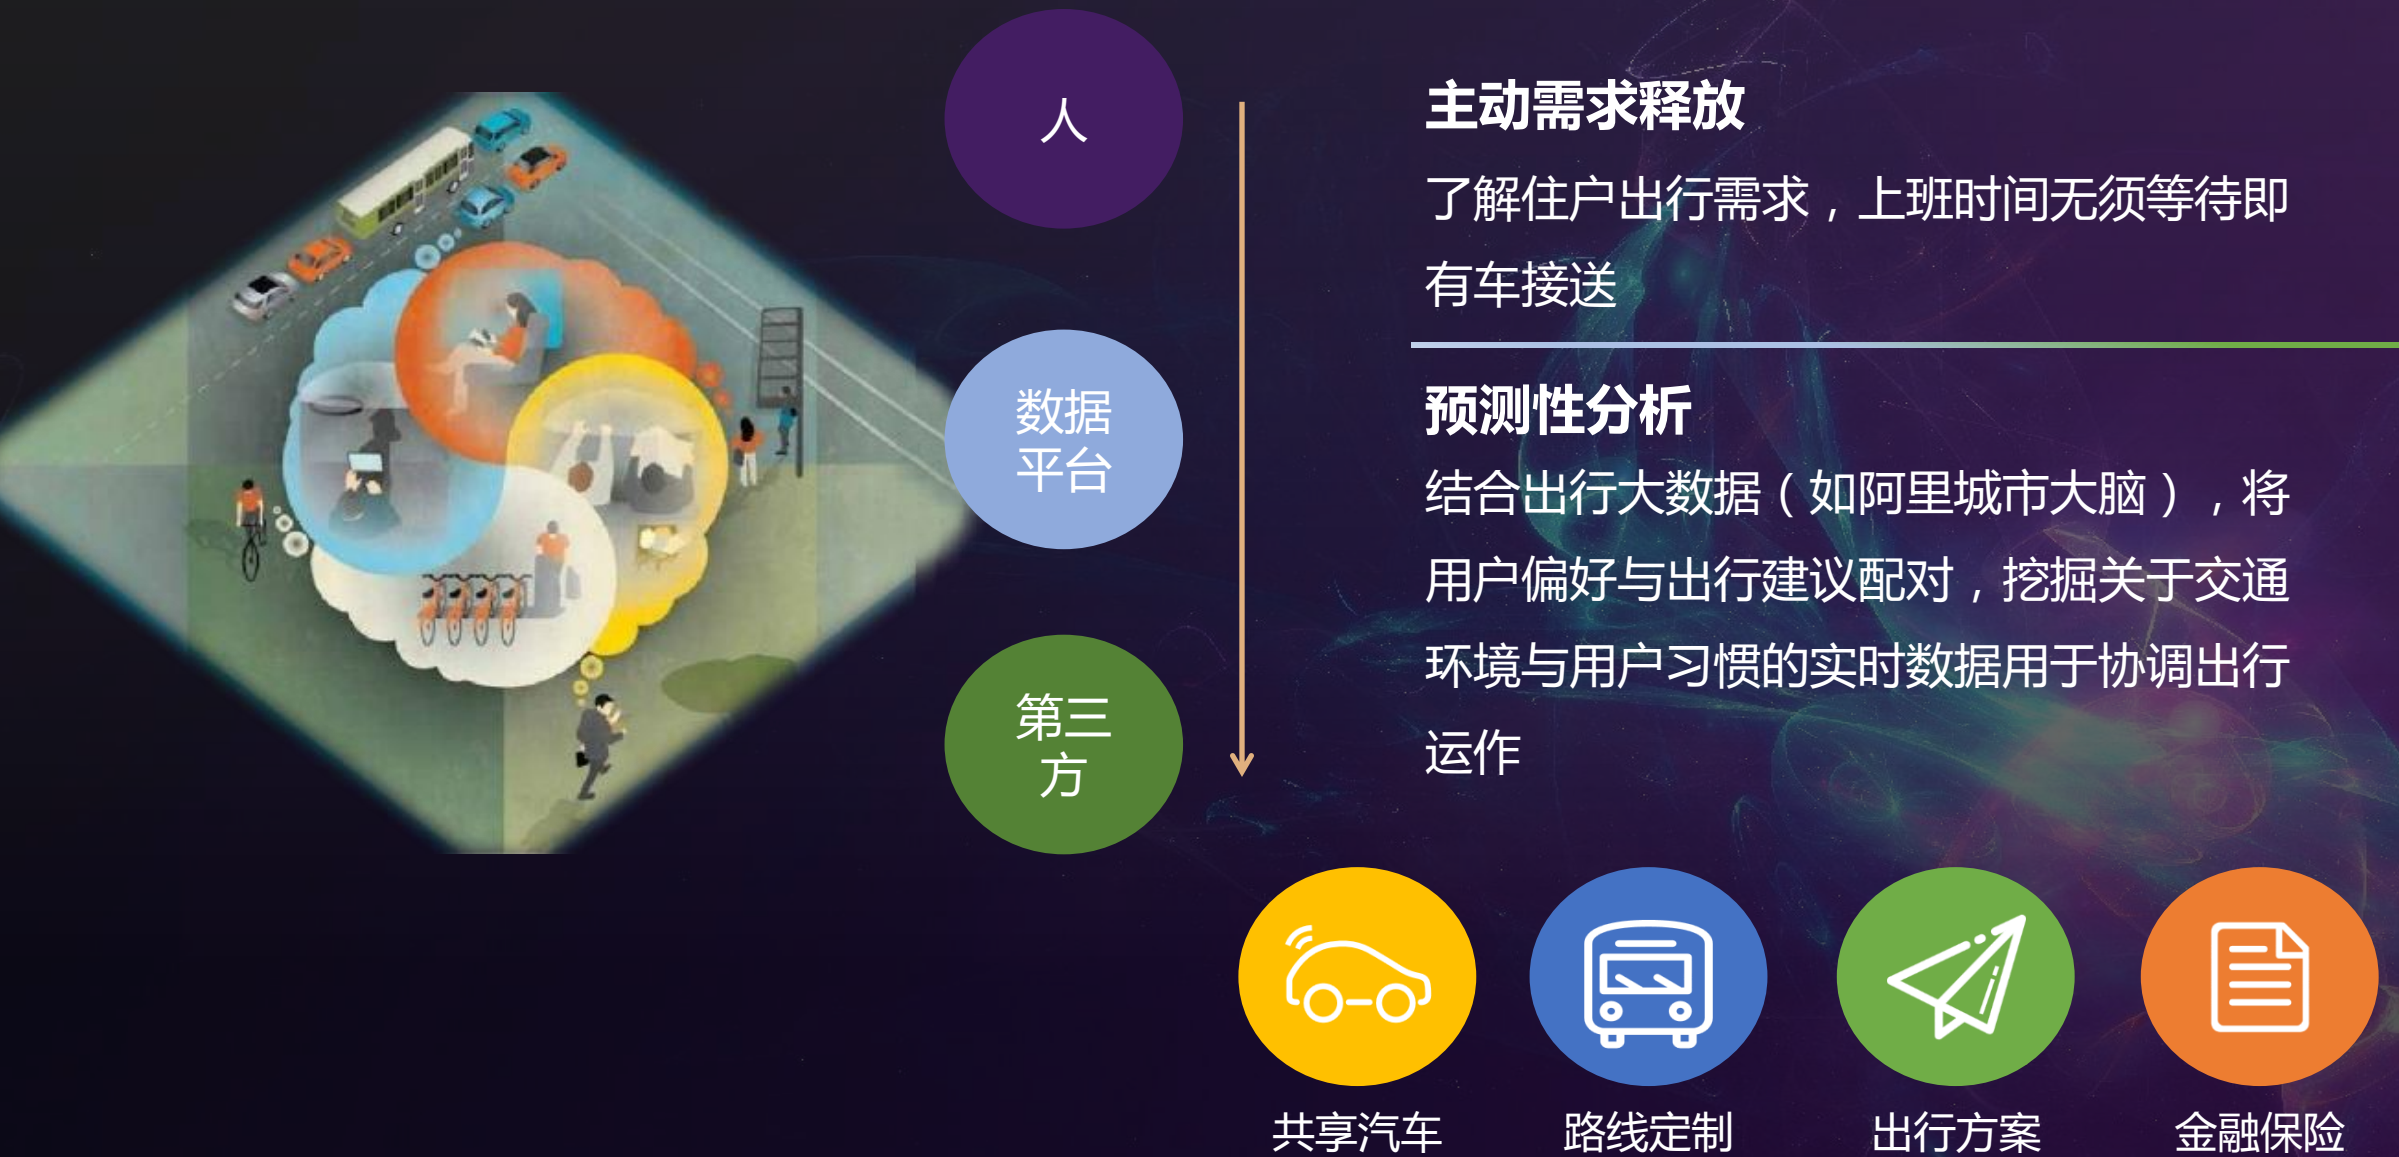 人
数据
平台
第三
方
主动需求释放
了解住户出行需求，上班时间无须等待即
有车接送
预测性分析
结合出行大数据（如阿里城市大脑），将
用户偏好与出行建议配对，挖掘关于交通
环境与用户习惯的实时数据用于协调出行
运作
共享汽车
路线定制
出行方案
金融保险